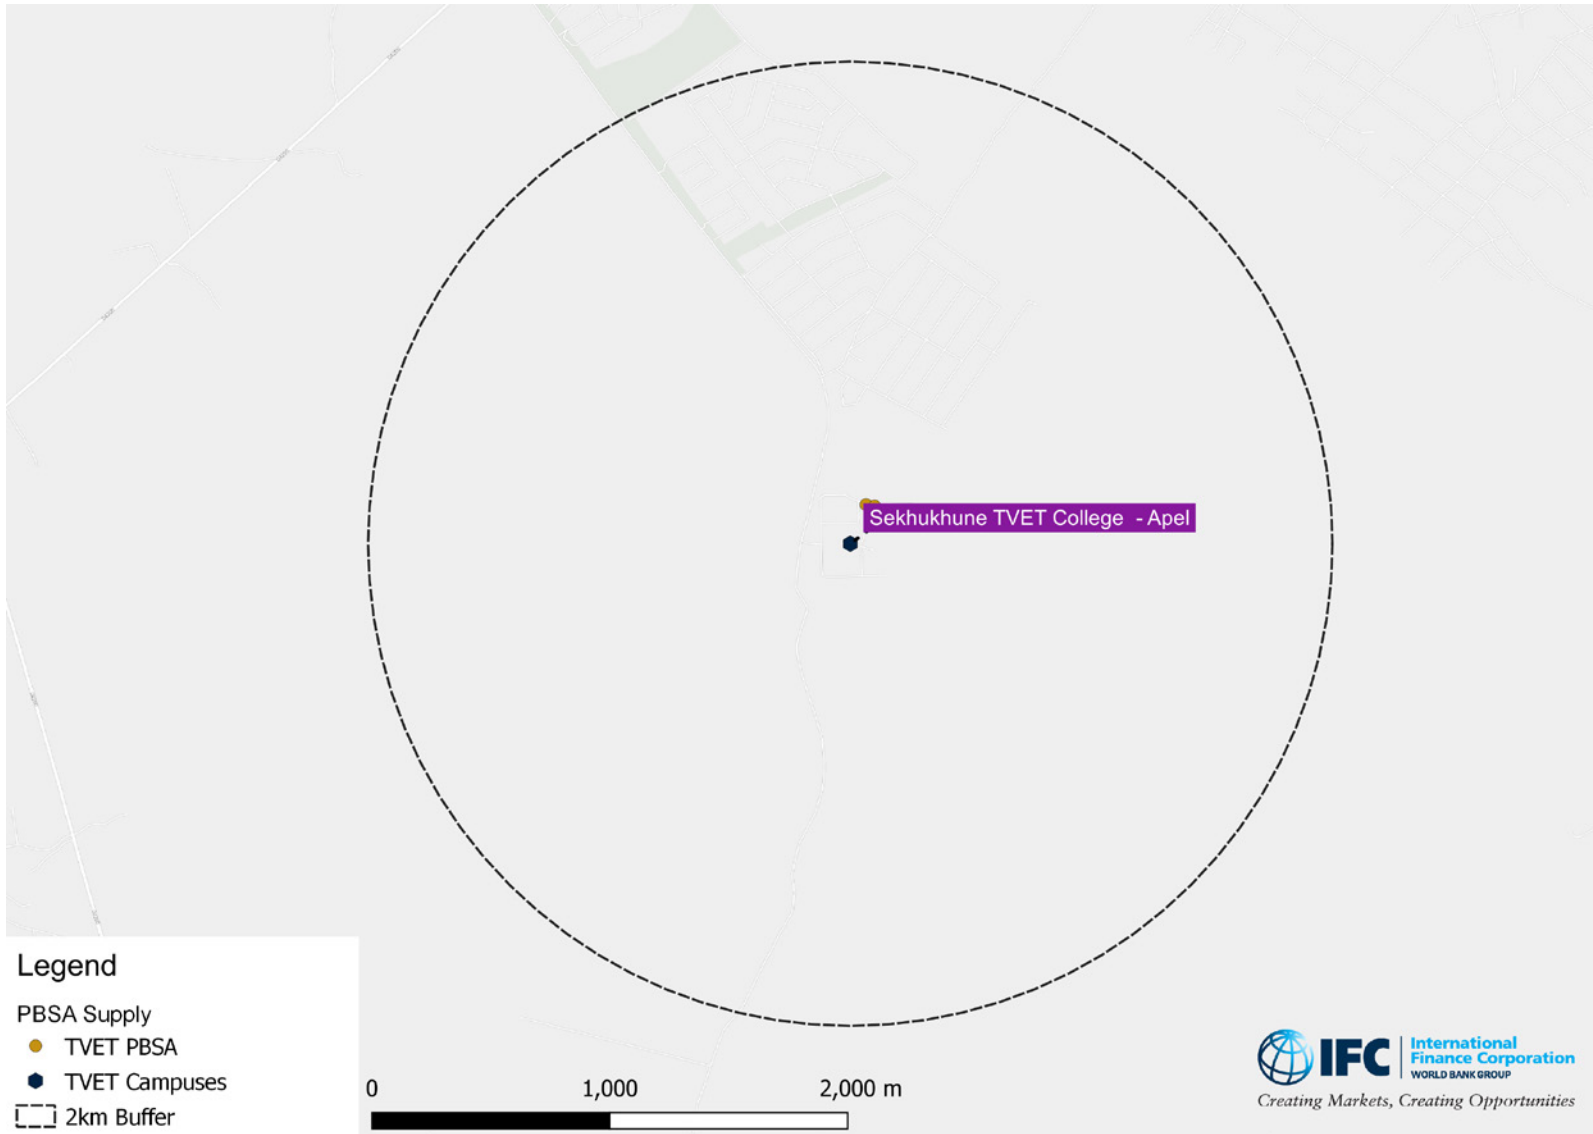 Sekhukhune TVET College - Apel
Legend
PBSA Supply
TVET PBSA
TVET Campuses
2km Buffer
0 1,000 2,000 m
IFC
International
Finance Corporation
WORLD BANK GROUP
Creating Markets, Creating Opportunities